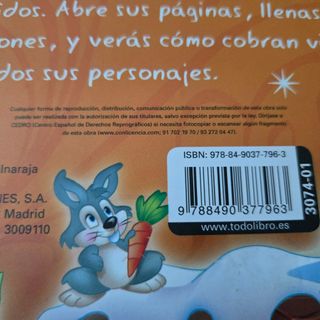 idos. Abre sus páginas, llenas
ones, y verás cómo cobran vi
dos sus personajes.
Cualquier forma de reproducción, distribución, comunicación pública o transformación de esta obra solo
puede ser realizada con la autorización de sus titulares, salvo excepción prevista por la ley. Diríjase a
CEDRO (Centro Español de Derechos Reprográficos) si necesita fotocopiar o escanear algún fragmento
de esta obra (www.conlicencia.com; 91 702 19 70 / 93 272 04 47).
lnaraja
ES, S.A.
Madrid
3009110
ISBN: 978-84-9037-796-3
9 788490 377963
www.todolibro.es
3074-01